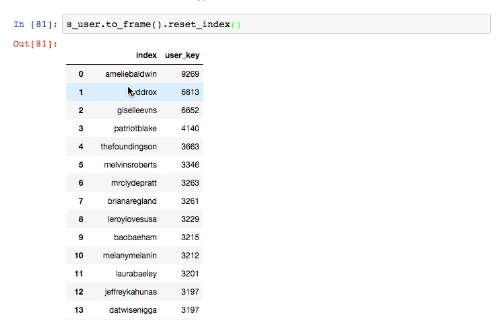 In [81]: s_user.to_frame().reset_index()
Out[81]:
index user_key
0 ameliebaldwin 9269
1 6813
2 giselleevns 6652
3 patriotblake 4140
4 thefoundingson 3663
5 melvinsroberts 3346
6 mrclydepratt 3263
7 brianaregland 3261
8 leroylovesusa 3229
9 baobaeham 3215
10 melanymelanin 3212
11 laurabaeley 3201
12 jeffreykahunas 3197
13 datwisenigga 3197